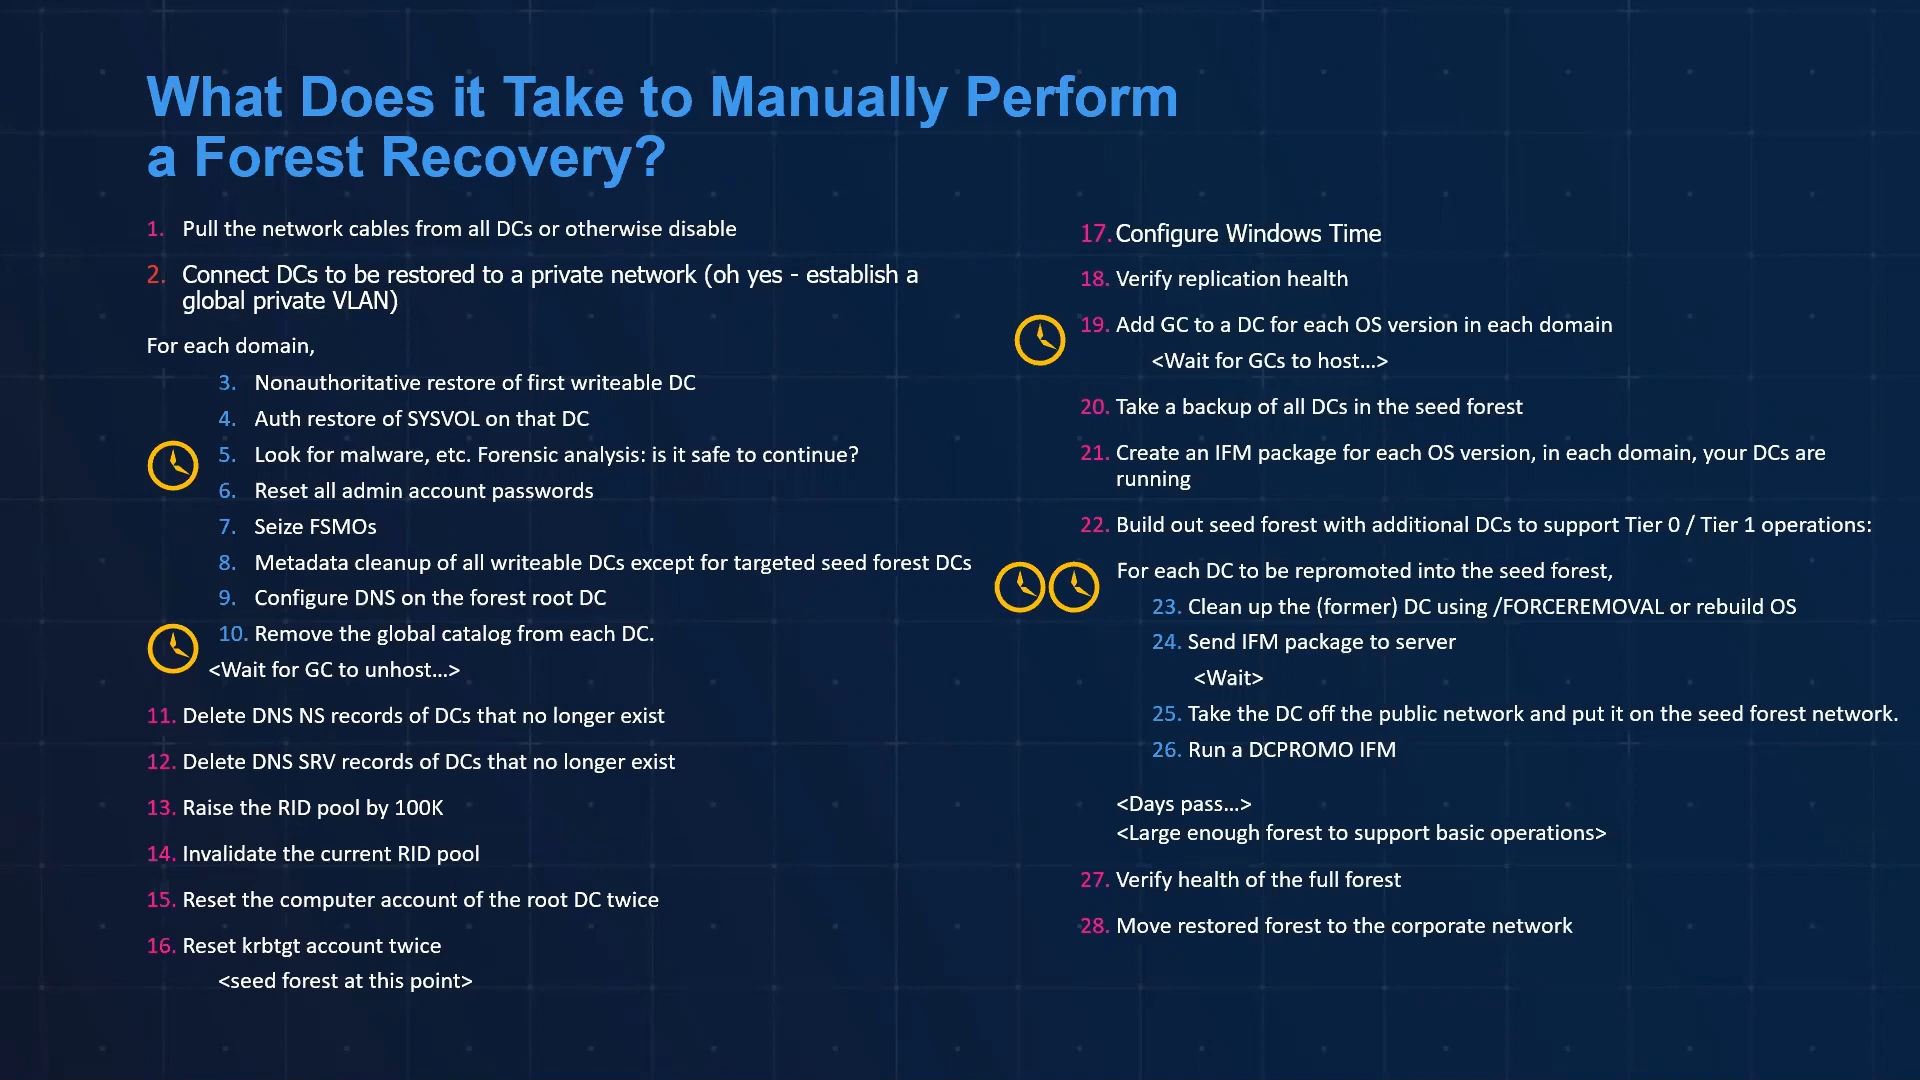 What Does it Take to Manually Perform
a Forest Recovery?
1. Pull the network cables from all DCs or otherwise disable
2. Connect DCs to be restored to a private network (oh yes - establish a
global private VLAN)
For each domain,
3. Nonauthoritative restore of first writeable DC
4. Auth restore of SYSVOL on that DC
5. Look for malware, etc. Forensic analysis: is it safe to continue?
6. Reset all admin account passwords
7. Seize FSMOs
8. Metadata cleanup of all writeable DCs except for targeted seed forest DCs
9. Configure DNS on the forest root DC
10. Remove the global catalog from each DC.
<Wait for GC to unhost...>
11. Delete DNS NS records of DCs that no longer exist
12. Delete DNS SRV records of DCs that no longer exist
13. Raise the RID pool by 100K
14. Invalidate the current RID pool
15. Reset the computer account of the root DC twice
16. Reset krbtgt account twice
<seed forest at this point>
17. Configure Windows Time
18. Verify replication health
19. Add GC to a DC for each OS version in each domain
<Wait for GCs to host...>
20. Take a backup of all DCs in the seed forest
21. Create an IFM package for each OS version, in each domain, your DCs are
running
22. Build out seed forest with additional DCs to support Tier 0 / Tier 1 operations:
For each DC to be repromoted into the seed forest,
23. Clean up the (former) DC using /FORCEREMOVAL or rebuild OS
24. Send IFM package to server
<Wait>
25. Take the DC off the public network and put it on the seed forest network.
26. Run a DCPROMO IFM
<Days pass...>
<Large enough forest to support basic operations>
27. Verify health of the full forest
28. Move restored forest to the corporate network